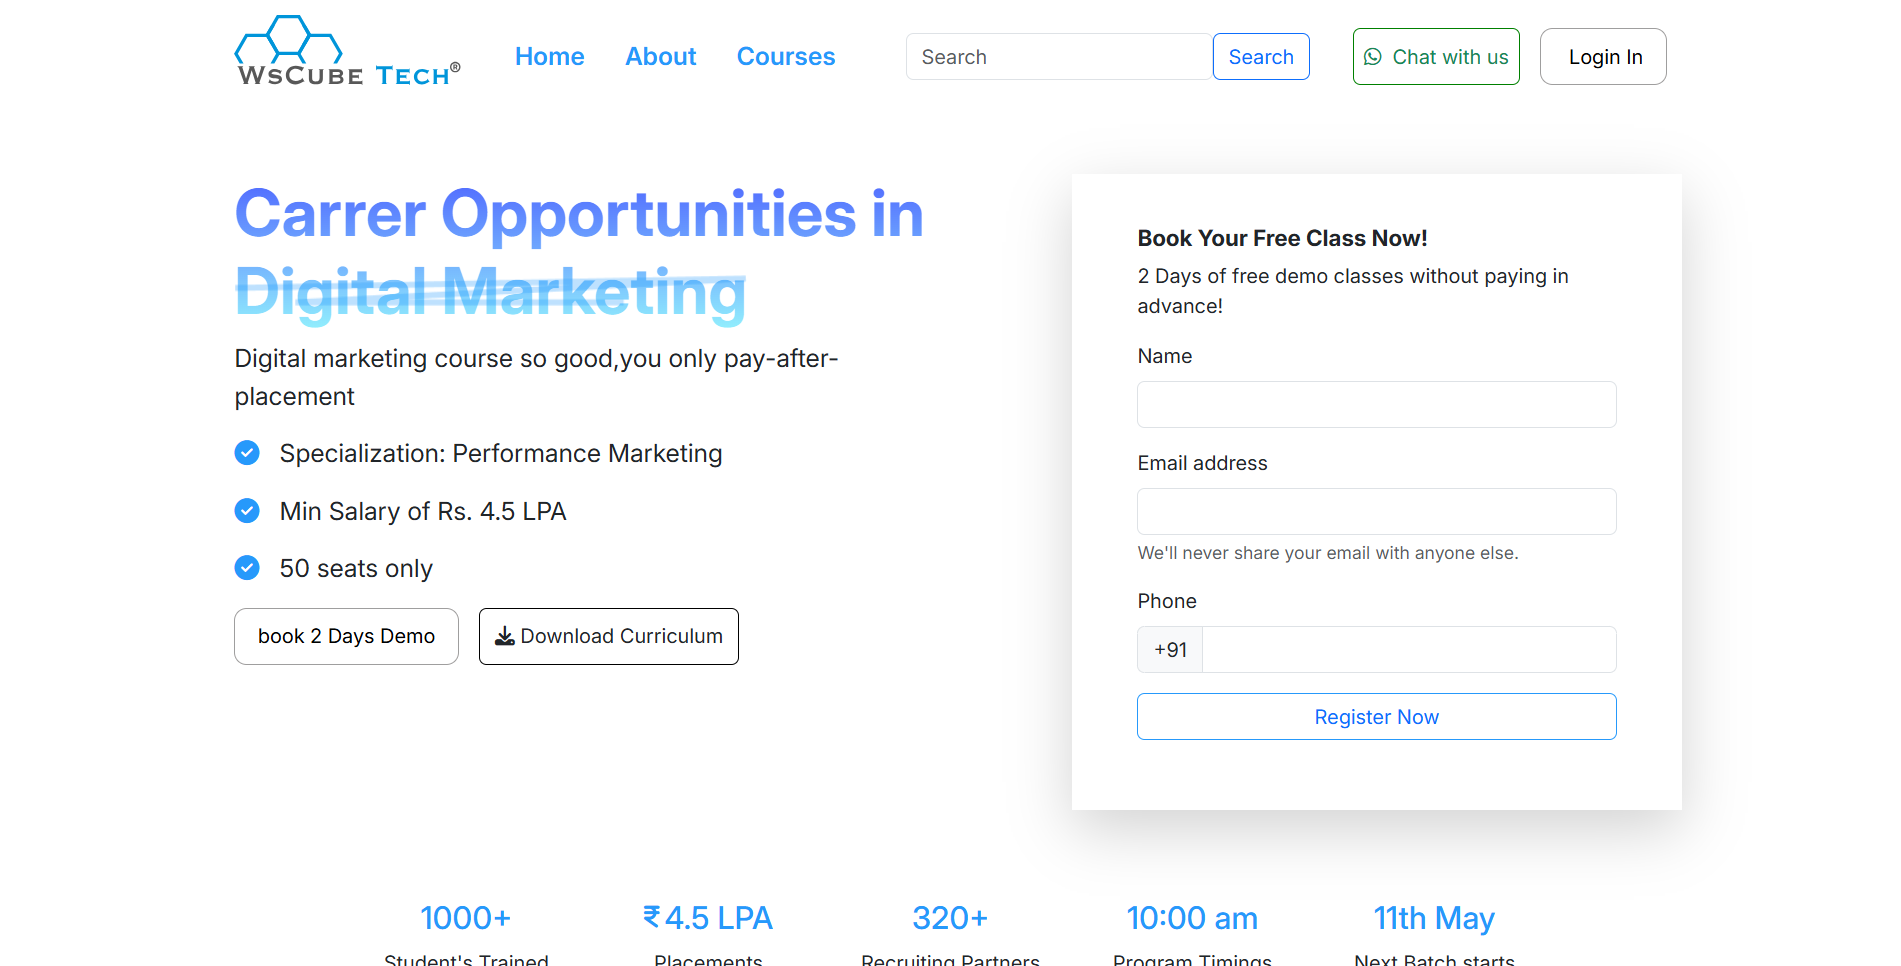 WSCUBE TECH®
Home About Courses Search Search Chat with us Login In
Carrer Opportunities in
Digital Marketing
Digital marketing course so good,you only pay-after-
placement
Specialization: Performance Marketing
Min Salary of Rs. 4.5 LPA
50 seats only
book 2 Days Demo Download Curriculum
Book Your Free Class Now!
2 Days of free demo classes without paying in
advance!
Name
Email address
We'll never share your email with anyone else.
Phone
+91
Register Now
1000+ ₹4.5 LPA 320+ 10:00 am 11th May
Student's Trained Placements Recruiting Partners Program Timings Next Batch starts